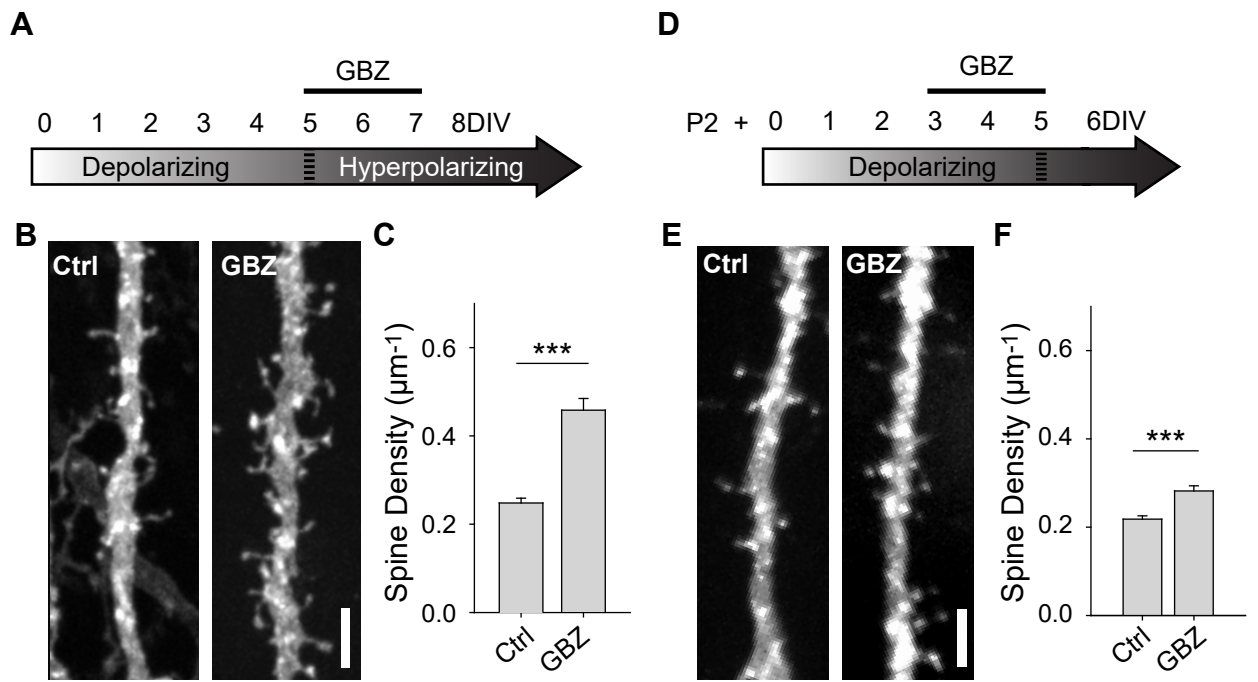 A
GBZ
0 1 2 3 4 5 6 7 8DIV
Depolarizing Hyperpolarizing
B
Ctrl
GBZ
C
Spine Density (µm-1)
0.6
0.4
0.2
0.0
***
Ctrl
GBZ
D
GBZ
P2 + 0 1 2 3 4 5 6DIV
Depolarizing
E
Ctrl
GBZ
F
Spine Density (µm-1)
0.6
0.4
0.2
0.0
***
Ctrl
GBZ